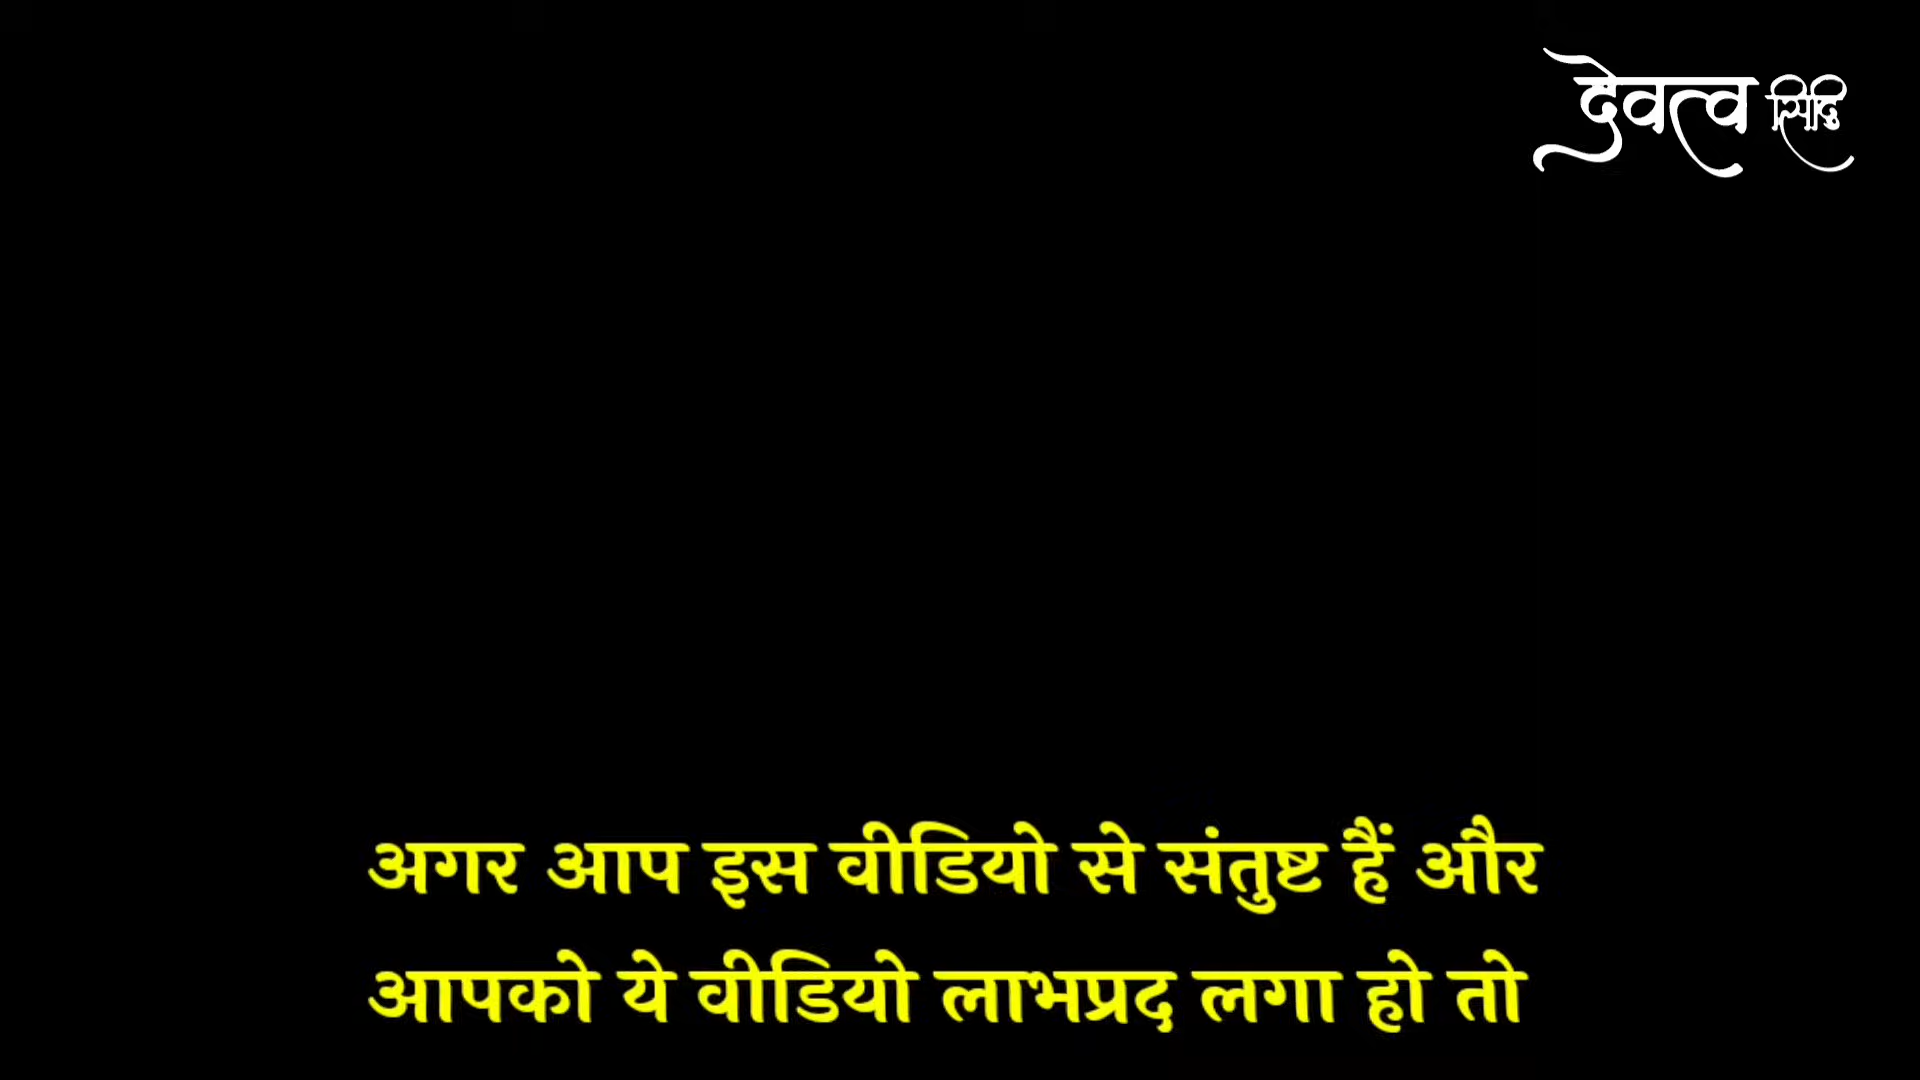 देवत्व सिद्धि
अगर आप इस वीडियो से संतुष्ट हैं और
आपको ये वीडियो लाभप्रद लगा हो तो